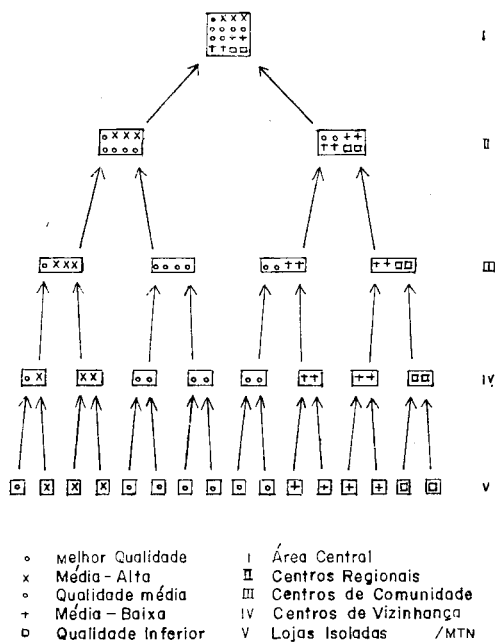 I
II
III
IV
V
Melhor Qualidade I Área Central
x Média-Alta II Centros Regionais
Qualidade média III Centros de Comunidade
+ Média-Baixa IV Centros de Vizinhança
Qualidade Inferior V Lojas Isoladas /MTN